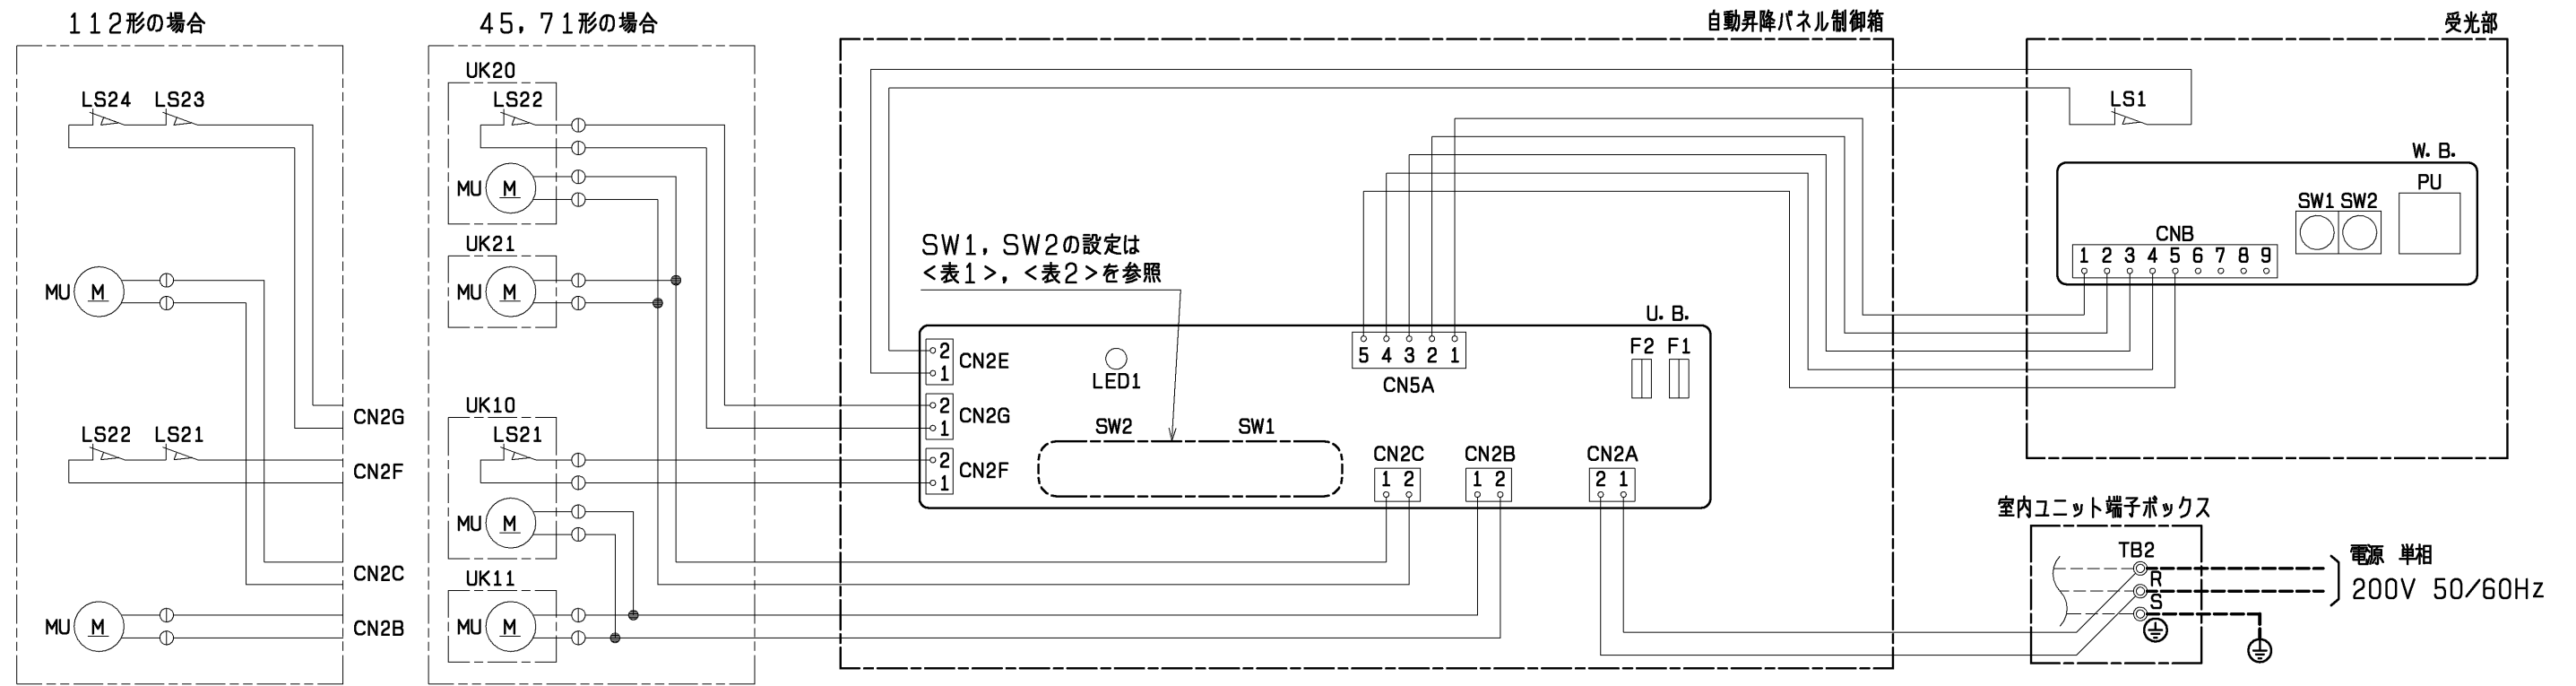 112形の場合
LS24 LS23
MU M
LS22 LS21
MU M
CN2G
CN2F
CN2C
CN2B
45，71形の場合
UK20
LS22
MU M
UK21
MU M
UK10
LS21
MU M
UK11
MU M
自動昇降パネル制御箱
SW1，SW2の設定は
<表1>，<表2>を参照
U.B.
2
1
CN2E
2
1
CN2G
2
1
CN2F
LED1
SW2 SW1
5 4 3 2 1
CN5A
F2 F1
CN2C
1 2
CN2B
1 2
CN2A
2 1
受光部
LS1
W.B.
PU
SW1 SW2
CNB
1 2 3 4 5 6 7 8 9
室内ユニット端子ボックス
TB2
R
S
電源 単相
200V 50/60Hz